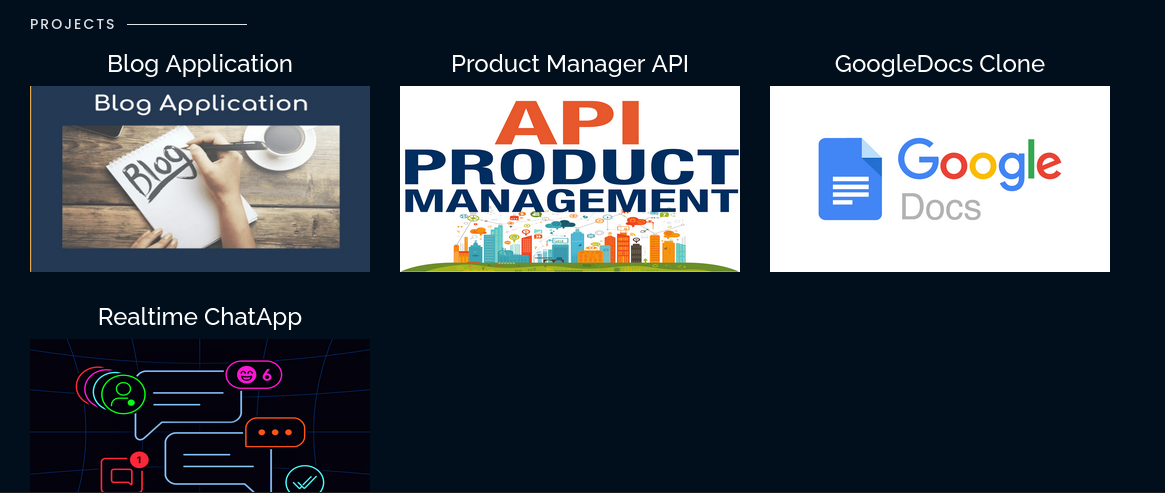 PROJECTS
Blog Application
Product Manager API
GoogleDocs Clone
Blog Application
Blog
API
PRODUCT
MANAGEMENT
Google
Docs
Realtime ChatApp
6
1